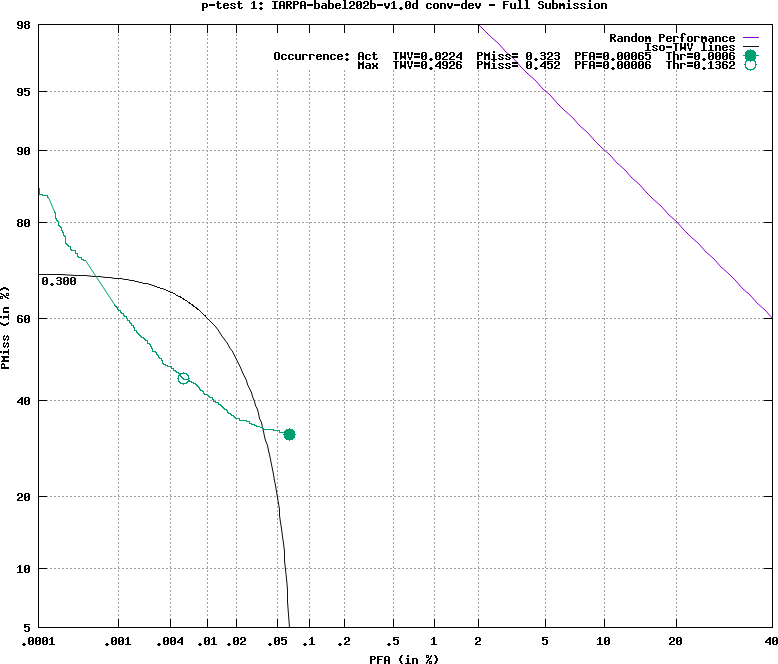 p-test 1: IARPA-babel202b-v1.0d conv-dev - Full Submission
Random Performance
Iso-TWV lines
Occurrence: Act TWV=0.0224 PMiss= 0.323 PFA=0.00065 Thr=0.0006
Max TWV=0.4926 PMiss= 0.452 PFA=0.00006 Thr=0.1362
98
95
90
80
60
40
20
10
5
0.300
PMiss (in %)
.0001 .001 .004 .01 .02 .05 .1 .2 .5 1 2 5 10 20 40
PFA (in %)